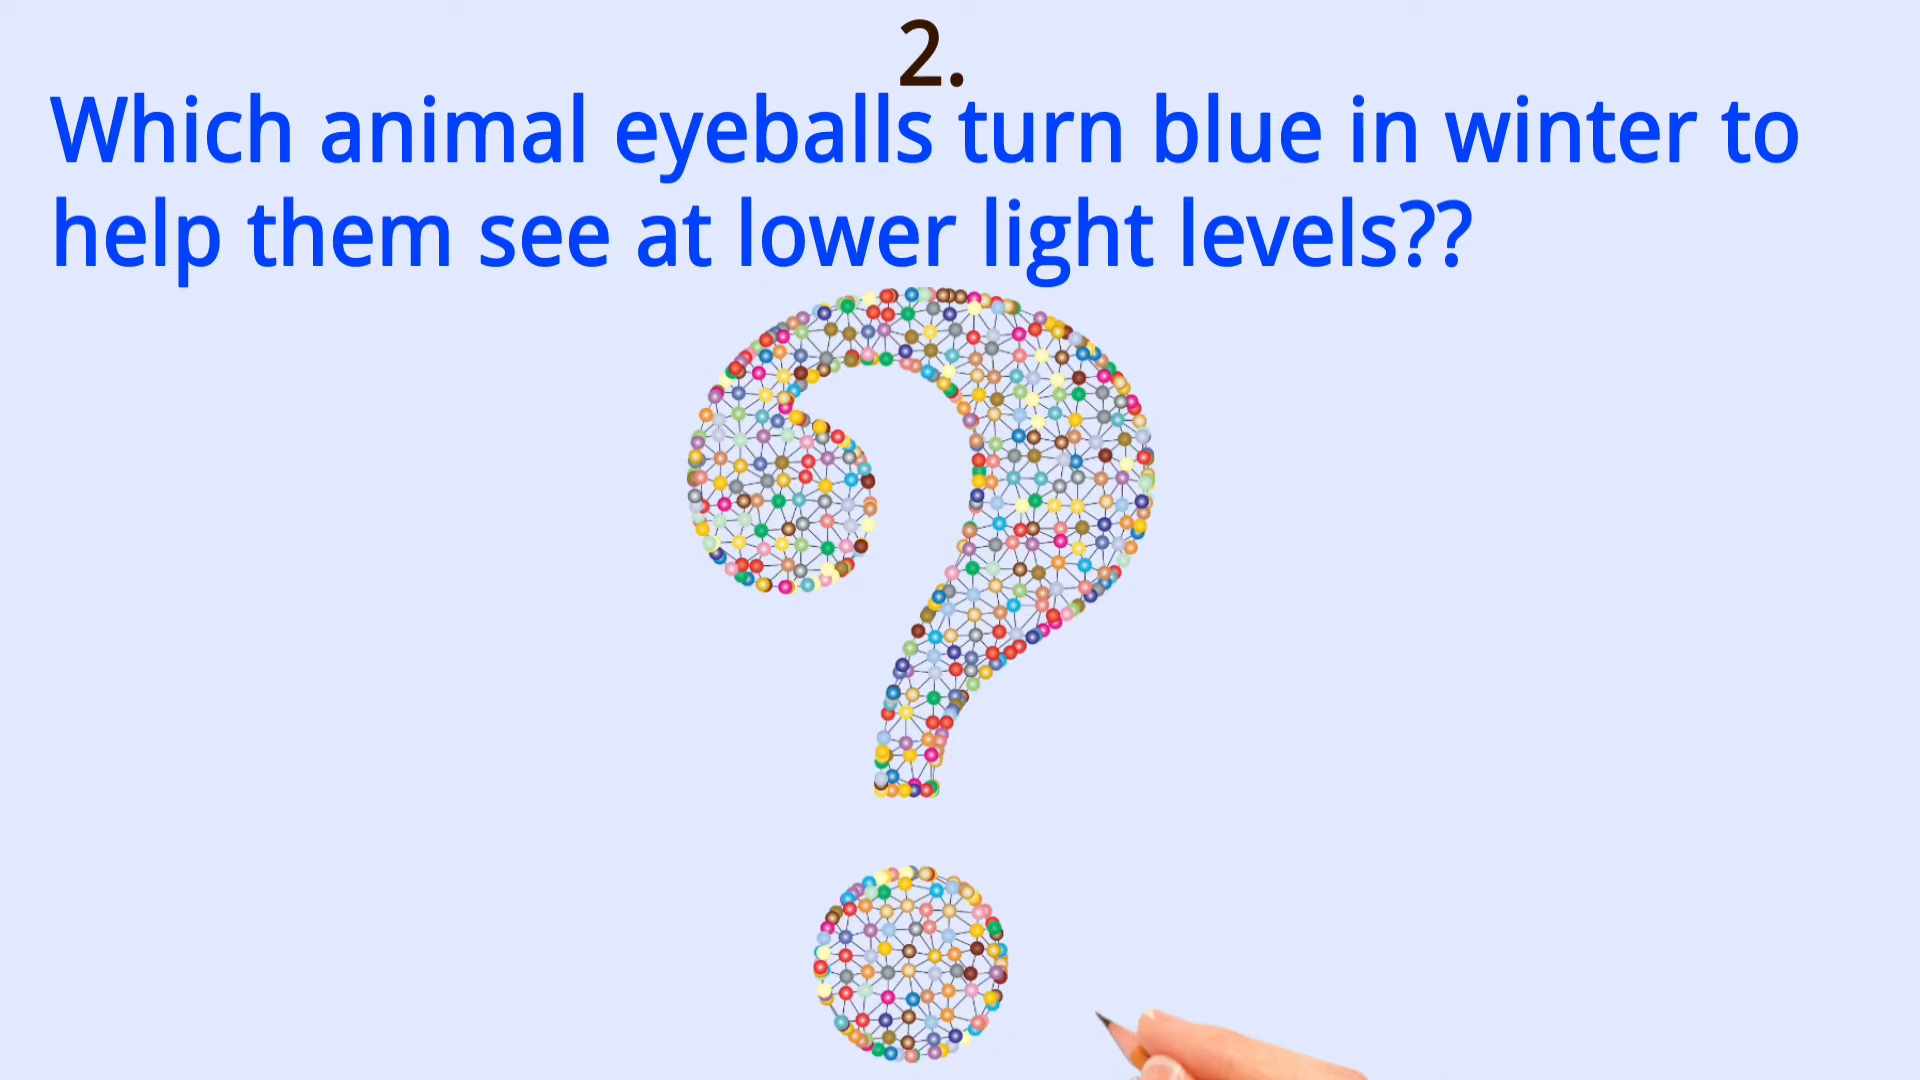 2.
Which animal eyeballs turn blue in winter to
help them see at lower light levels??